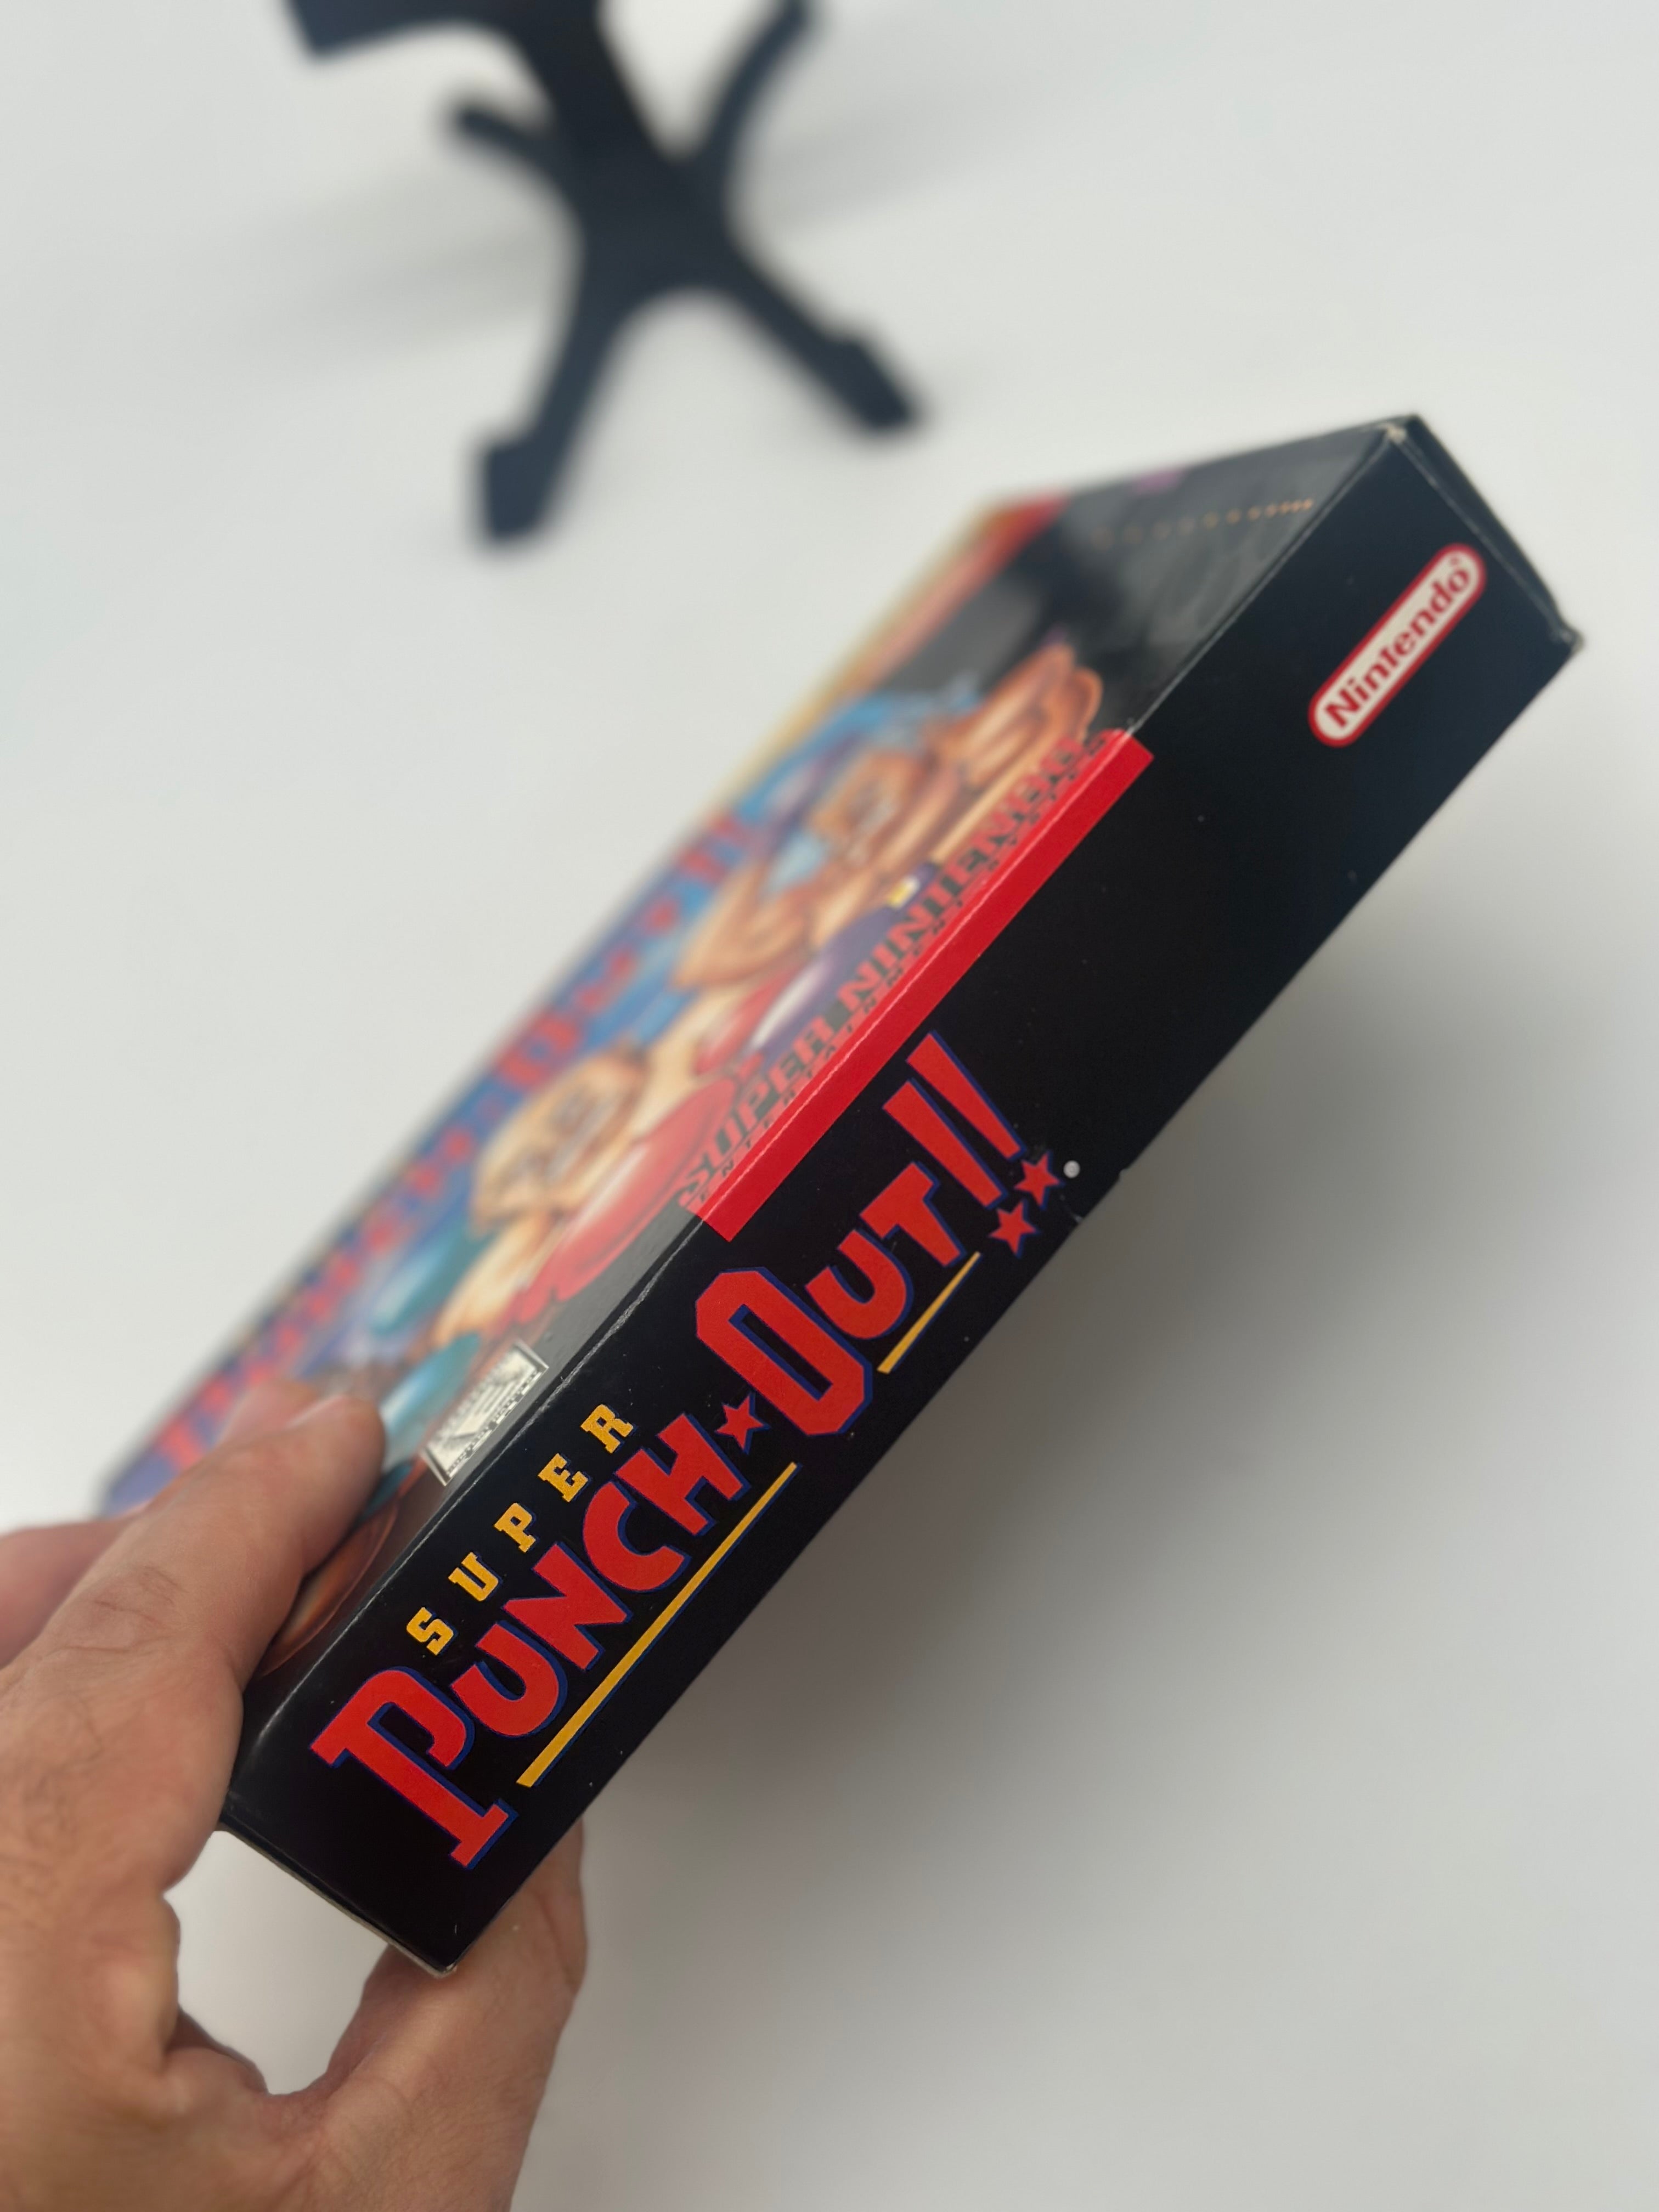 SUPER
PUNCH★OUT!!
Nintendo®
SUPER NINTENDO